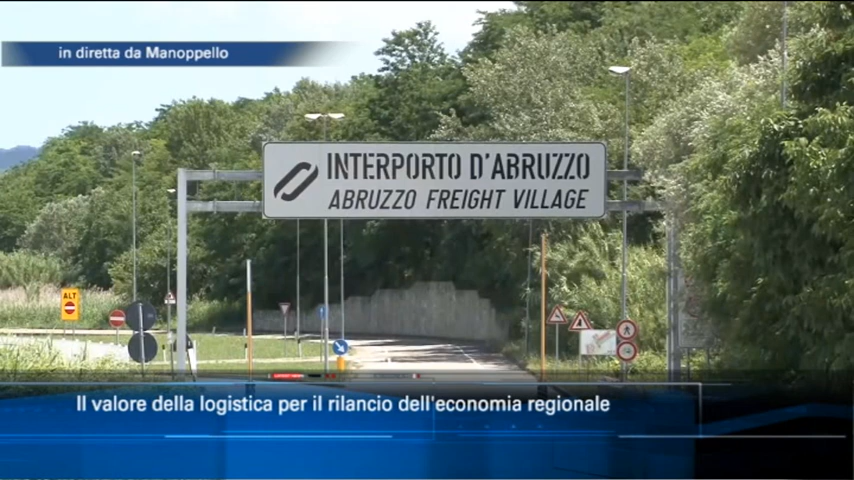 in diretta da Manoppello
INTERPORTO D'ABRUZZO
ABRUZZO FREIGHT VILLAGE
ALT
Il valore della logistica per il rilancio dell'economia regionale